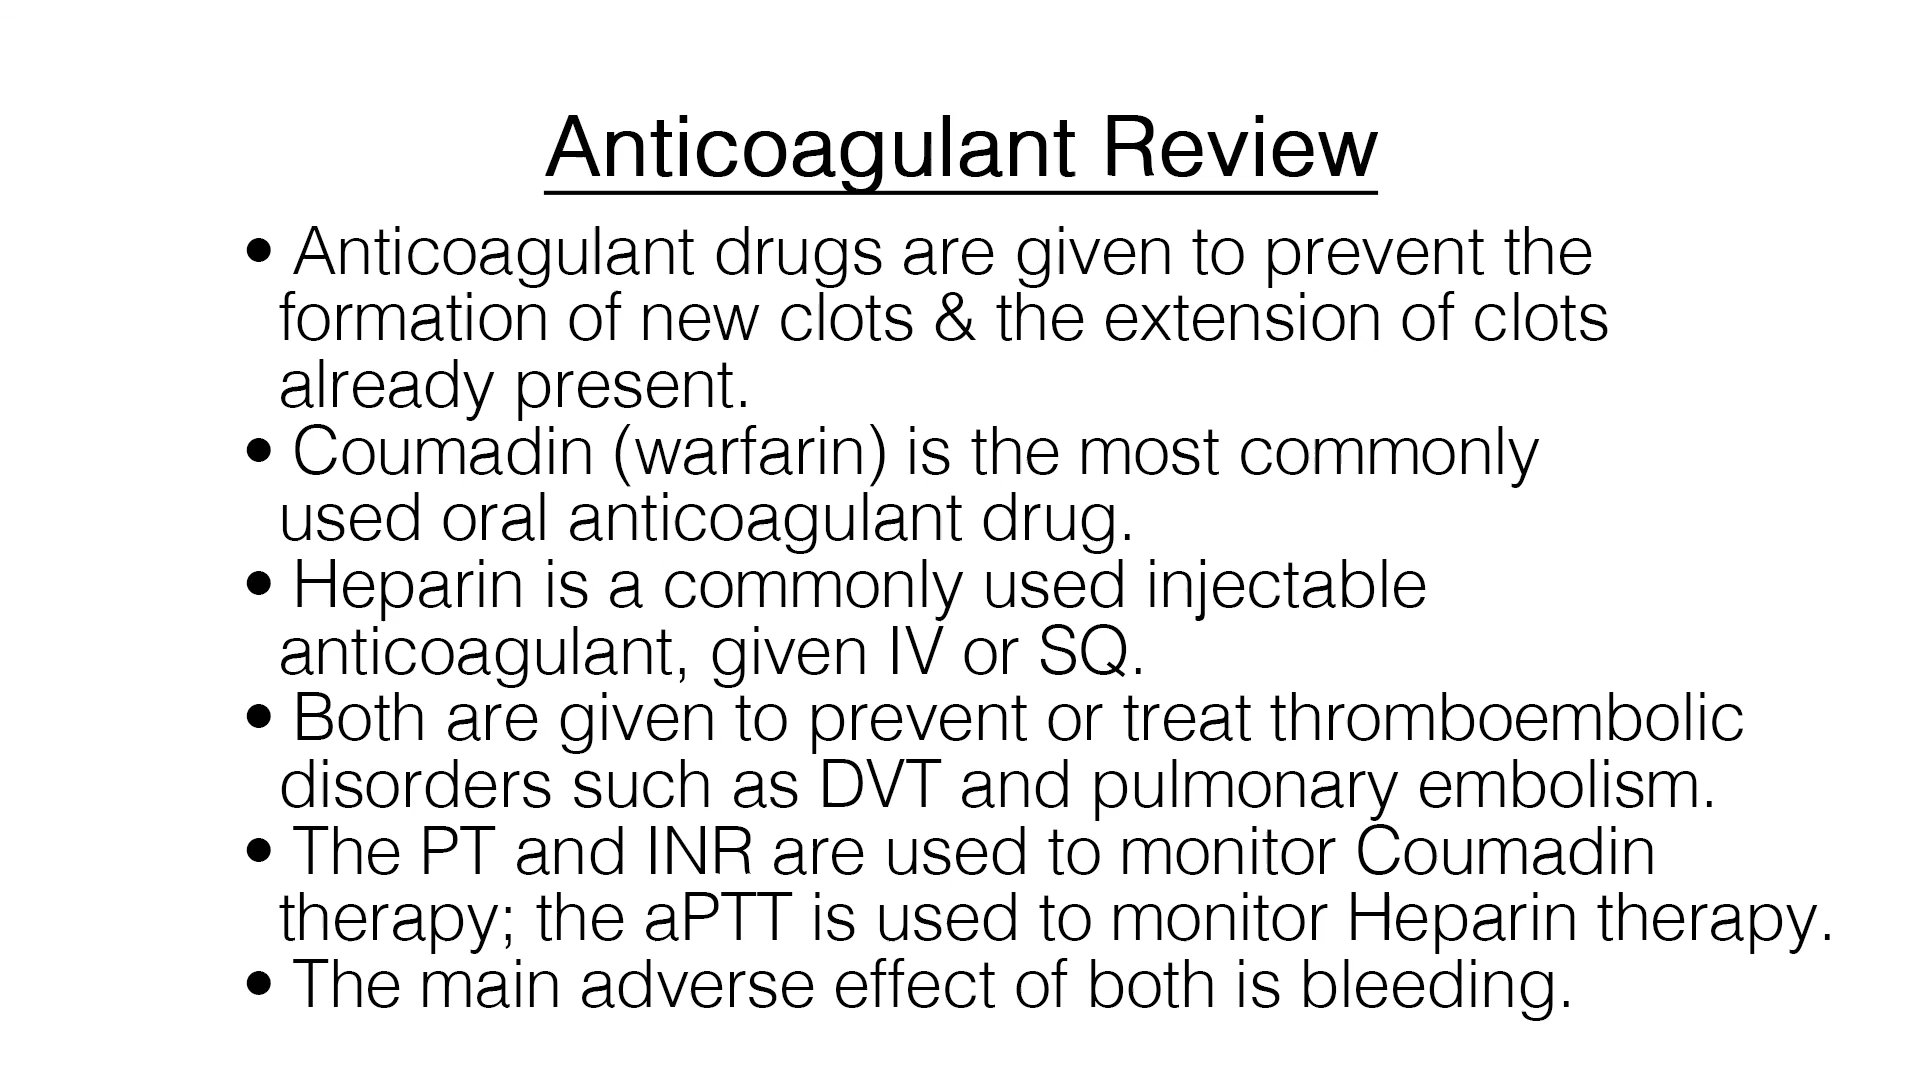 Anticoagulant Review
• Anticoagulant drugs are given to prevent the
formation of new clots & the extension of clots
already present.
• Coumadin (warfarin) is the most commonly
used oral anticoagulant drug.
• Heparin is a commonly used injectable
anticoagulant, given IV or SQ.
• Both are given to prevent or treat thromboembolic
disorders such as DVT and pulmonary embolism.
• The PT and INR are used to monitor Coumadin
therapy; the aPTT is used to monitor Heparin therapy.
• The main adverse effect of both is bleeding.